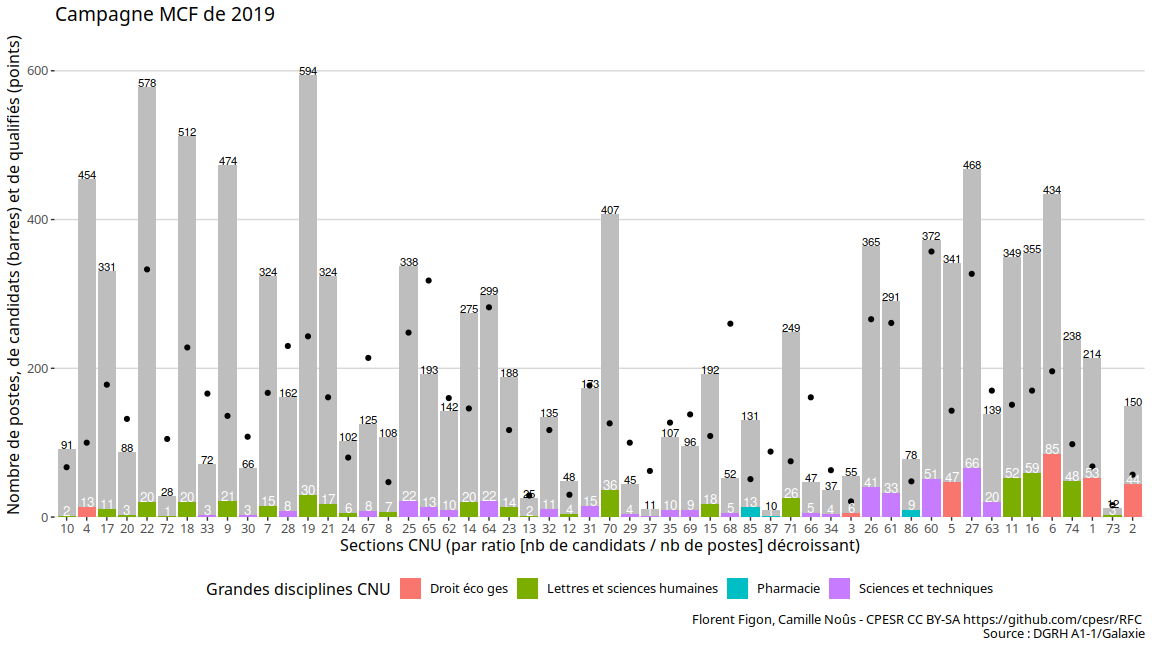 Campagne MCF de 2019
Nombre de postes, de candidats (barres) et de qualifiés (points)
600
400
200
0
91 454 331 88 578 28 512 72 474 66 324 162 594 324 102 125 108 338 193 142 275 299 188 25 135 48 173 407 45 11 107 96 192 52 131 10 249 47 37 55 365 291 78 372 341 468 139 349 355 434 238 214 12 150
2 13 11 3 20 1 20 3 21 3 15 8 30 17 6 8 7 22 13 10 20 22 14 2 11 4 15 36 4 10 9 18 5 13 26 5 4 6 41 33 9 51 47 66 20 52 59 85 48 53 3 44
10 4 17 20 22 72 18 33 9 30 7 28 19 21 24 67 8 25 65 62 14 64 23 13 32 12 31 70 29 37 35 69 15 68 85 87 71 66 34 3 26 61 86 60 5 27 63 11 16 6 74 1 73 2
Sections CNU (par ratio [nb de candidats / nb de postes] décroissant)
Grandes disciplines CNU Droit éco ges Lettres et sciences humaines Pharmacie Sciences et techniques
Florent Figon, Camille Noûs - CPESR CC BY-SA https://github.com/cpesr/RFC
Source : DGRH A1-1/Galaxie